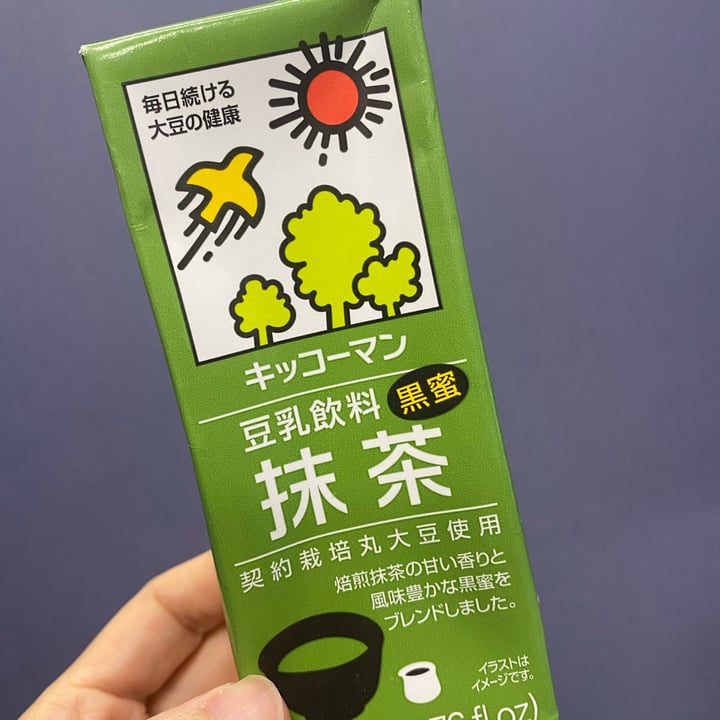 毎日続ける
大豆の健康
キッコーマン
豆乳飲料 黒蜜
抹茶
契約栽培丸大豆使用
焙煎抹茶の甘い香りと
風味豊かな黒蜜を
ブレンドしました。
イラストは
イメージです。
fl oz)